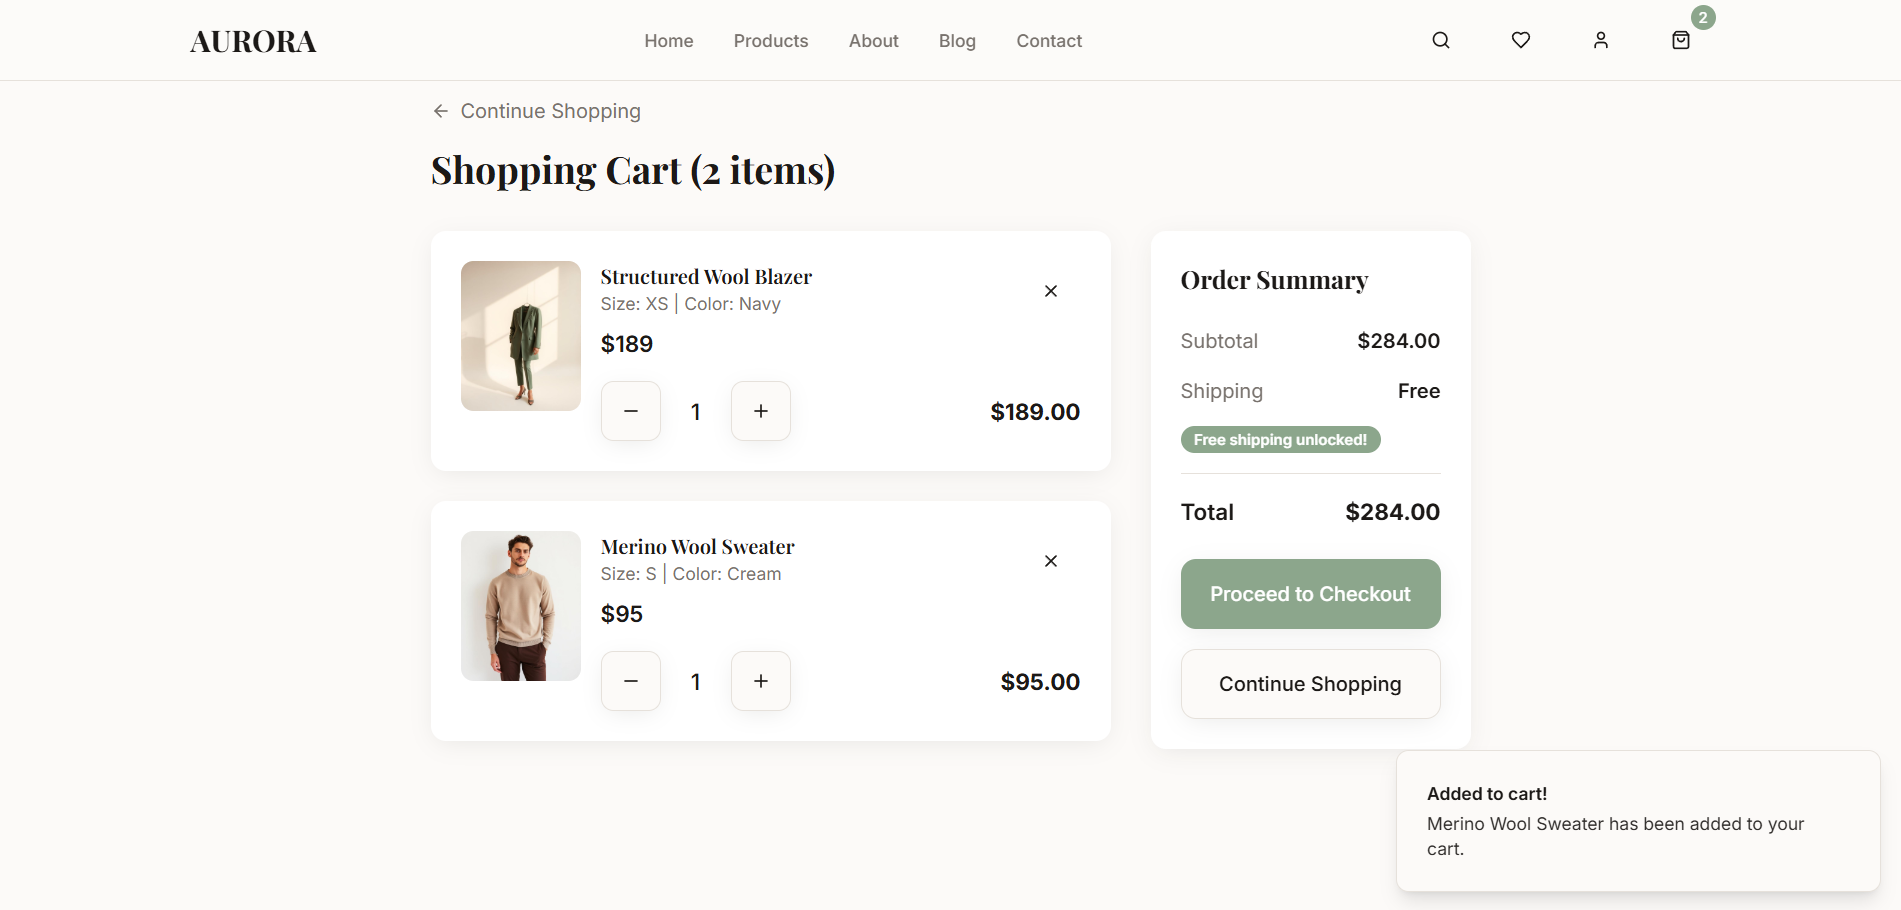 AURORA
Home
Products
About
Blog
Contact
2
Continue Shopping
Shopping Cart (2 items)
Structured Wool Blazer
Size: XS | Color: Navy
$189
1
$189.00
Merino Wool Sweater
Size: S | Color: Cream
$95
1
$95.00
Order Summary
Subtotal $284.00
Shipping Free
Free shipping unlocked!
Total $284.00
Proceed to Checkout
Continue Shopping
Added to cart!
Merino Wool Sweater has been added to your
cart.